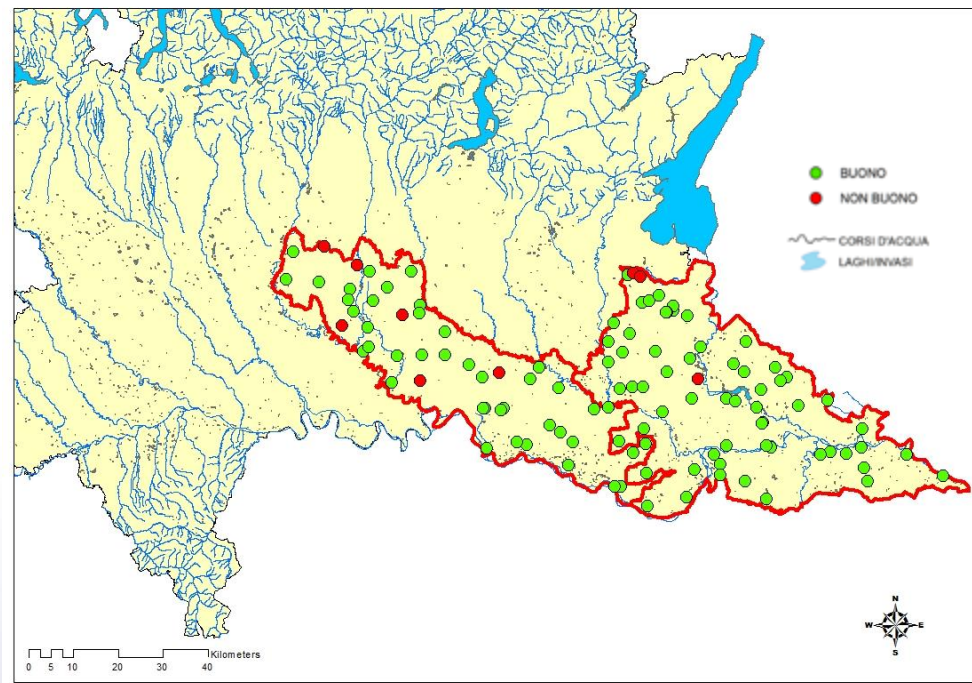 BUONO
NON BUONO
CORSI D'ACQUA
LAGHI/INVASI
N
W E
S
Kilometers
0 5 10 20 30 40